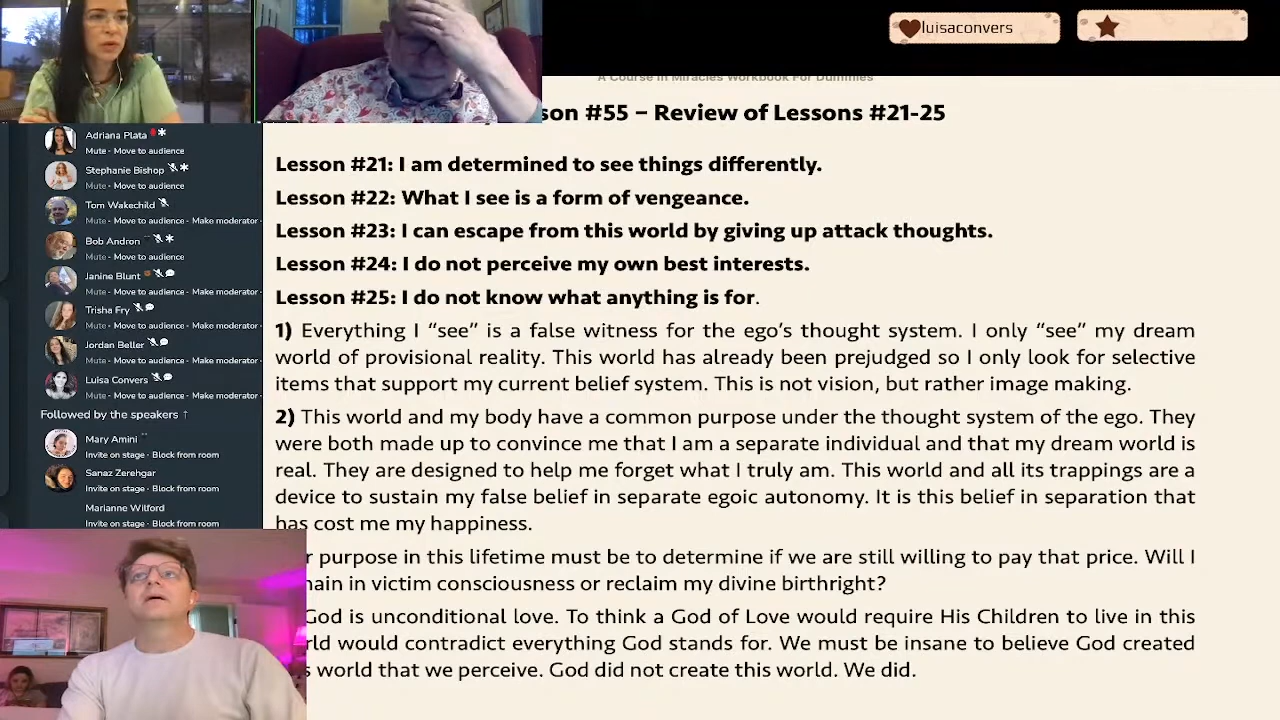 luisaconvers
A Course In Miracles Workbook For Dummies
son #55 – Review of Lessons #21-25
Lesson #21: I am determined to see things differently.
Lesson #22: What I see is a form of vengeance.
Lesson #23: I can escape from this world by giving up attack thoughts.
Lesson #24: I do not perceive my own best interests.
Lesson #25: I do not know what anything is for.
1) Everything I “see” is a false witness for the ego’s thought system. I only “see” my dream
world of provisional reality. This world has already been prejudged so I only look for selective
items that support my current belief system. This is not vision, but rather image making.
2) This world and my body have a common purpose under the thought system of the ego. They
were both made up to convince me that I am a separate individual and that my dream world is
real. They are designed to help me forget what I truly am. This world and all its trappings are a
device to sustain my false belief in separate egoic autonomy. It is this belief in separation that
has cost me my happiness.
r purpose in this lifetime must be to determine if we are still willing to pay that price. Will I
main in victim consciousness or reclaim my divine birthright?
God is unconditional love. To think a God of Love would require His Children to live in this
rld would contradict everything God stands for. We must be insane to believe God created
s world that we perceive. God did not create this world. We did.
Adriana Plata
Mute - Move to audience
Stephanie Bishop
Mute - Move to audience
Tom Wakechild
Mute - Move to audience - Make moderator -
Bob Andron
Mute - Move to audience
Janine Blunt
Mute - Move to audience - Make moderator -
Trisha Fry
Mute - Move to audience - Make moderator -
Jordan Beller
Mute - Move to audience - Make moderator -
Luisa Convers
Mute - Move to audience - Make moderator -
Followed by the speakers ↑
Mary Amini
Invite on stage - Block from room
Sanaz Zerehgar
Invite on stage - Block from room
Marianne Wilford
Invite on stage - Block from room